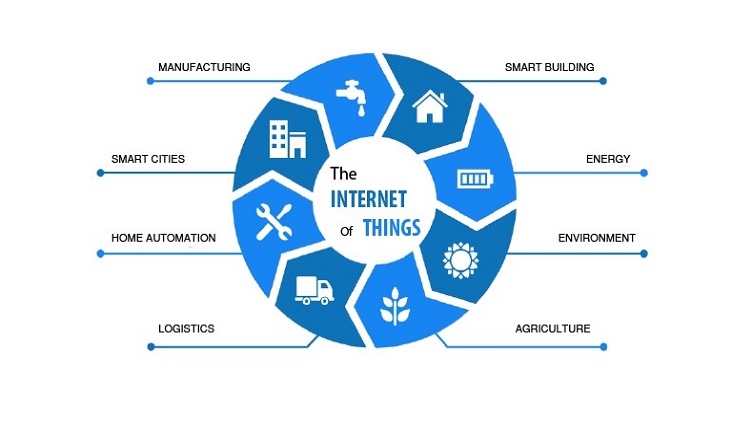 MANUFACTURING
SMART BUILDING
SMART CITIES
ENERGY
The
INTERNET
Of THINGS
HOME AUTOMATION
ENVIRONMENT
LOGISTICS
AGRICULTURE